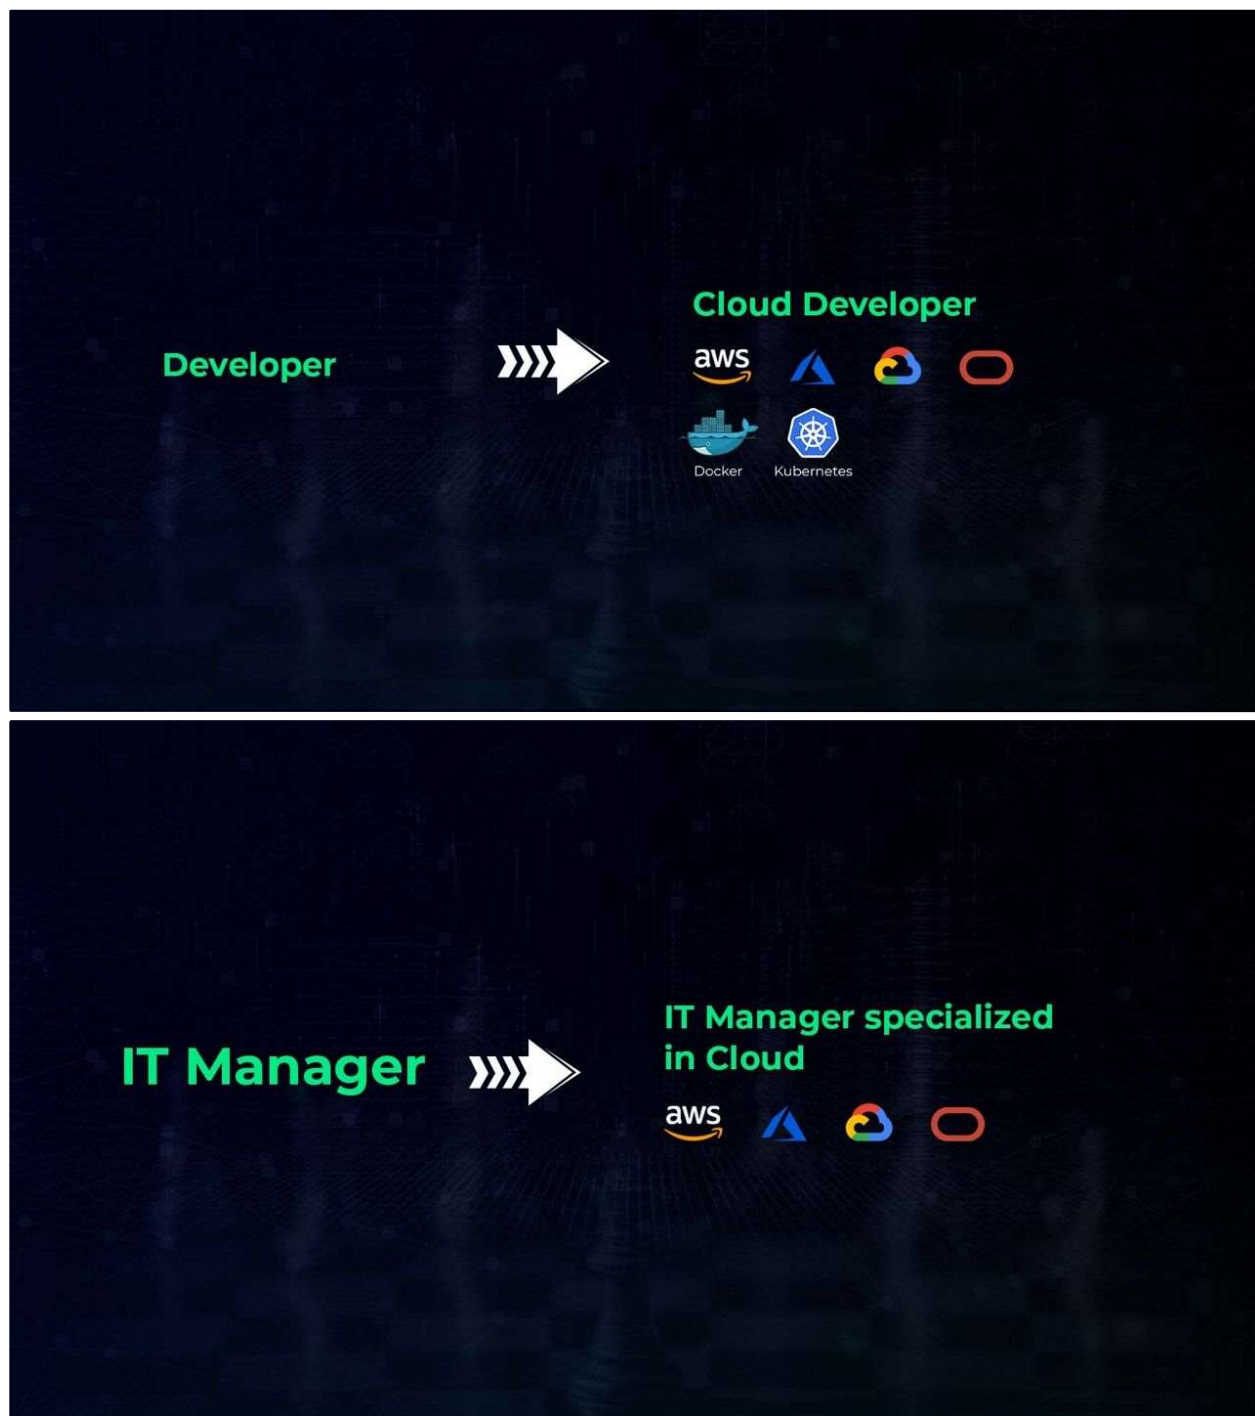 Developer
Cloud Developer
aws
Docker
Kubernetes
IT Manager
IT Manager specialized
in Cloud
aws